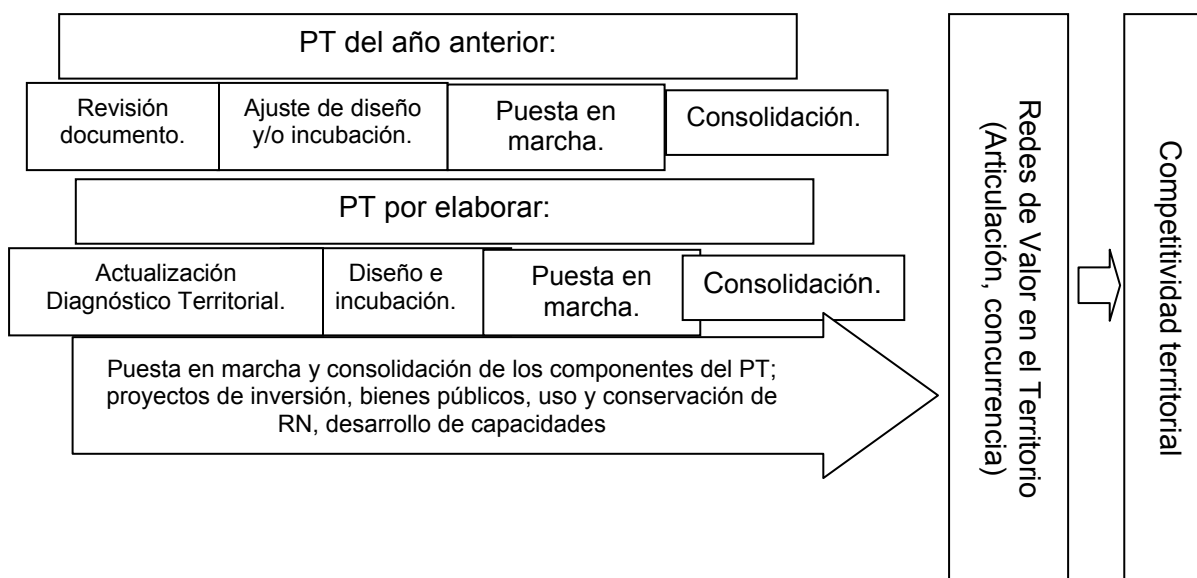 PT del año anterior:
Revisión
documento.
Ajuste de diseño
y/o incubación.
Puesta en
marcha.
Consolidación.
PT por elaborar:
Actualización
Diagnóstico Territorial.
Diseño e
incubación.
Puesta en
marcha.
Consolidación.
Puesta en marcha y consolidación de los componentes del PT;
proyectos de inversión, bienes públicos, uso y conservación de
RN, desarrollo de capacidades
Redes de Valor en el Territorio
(Articulación, concurrencia)
Competitividad territorial